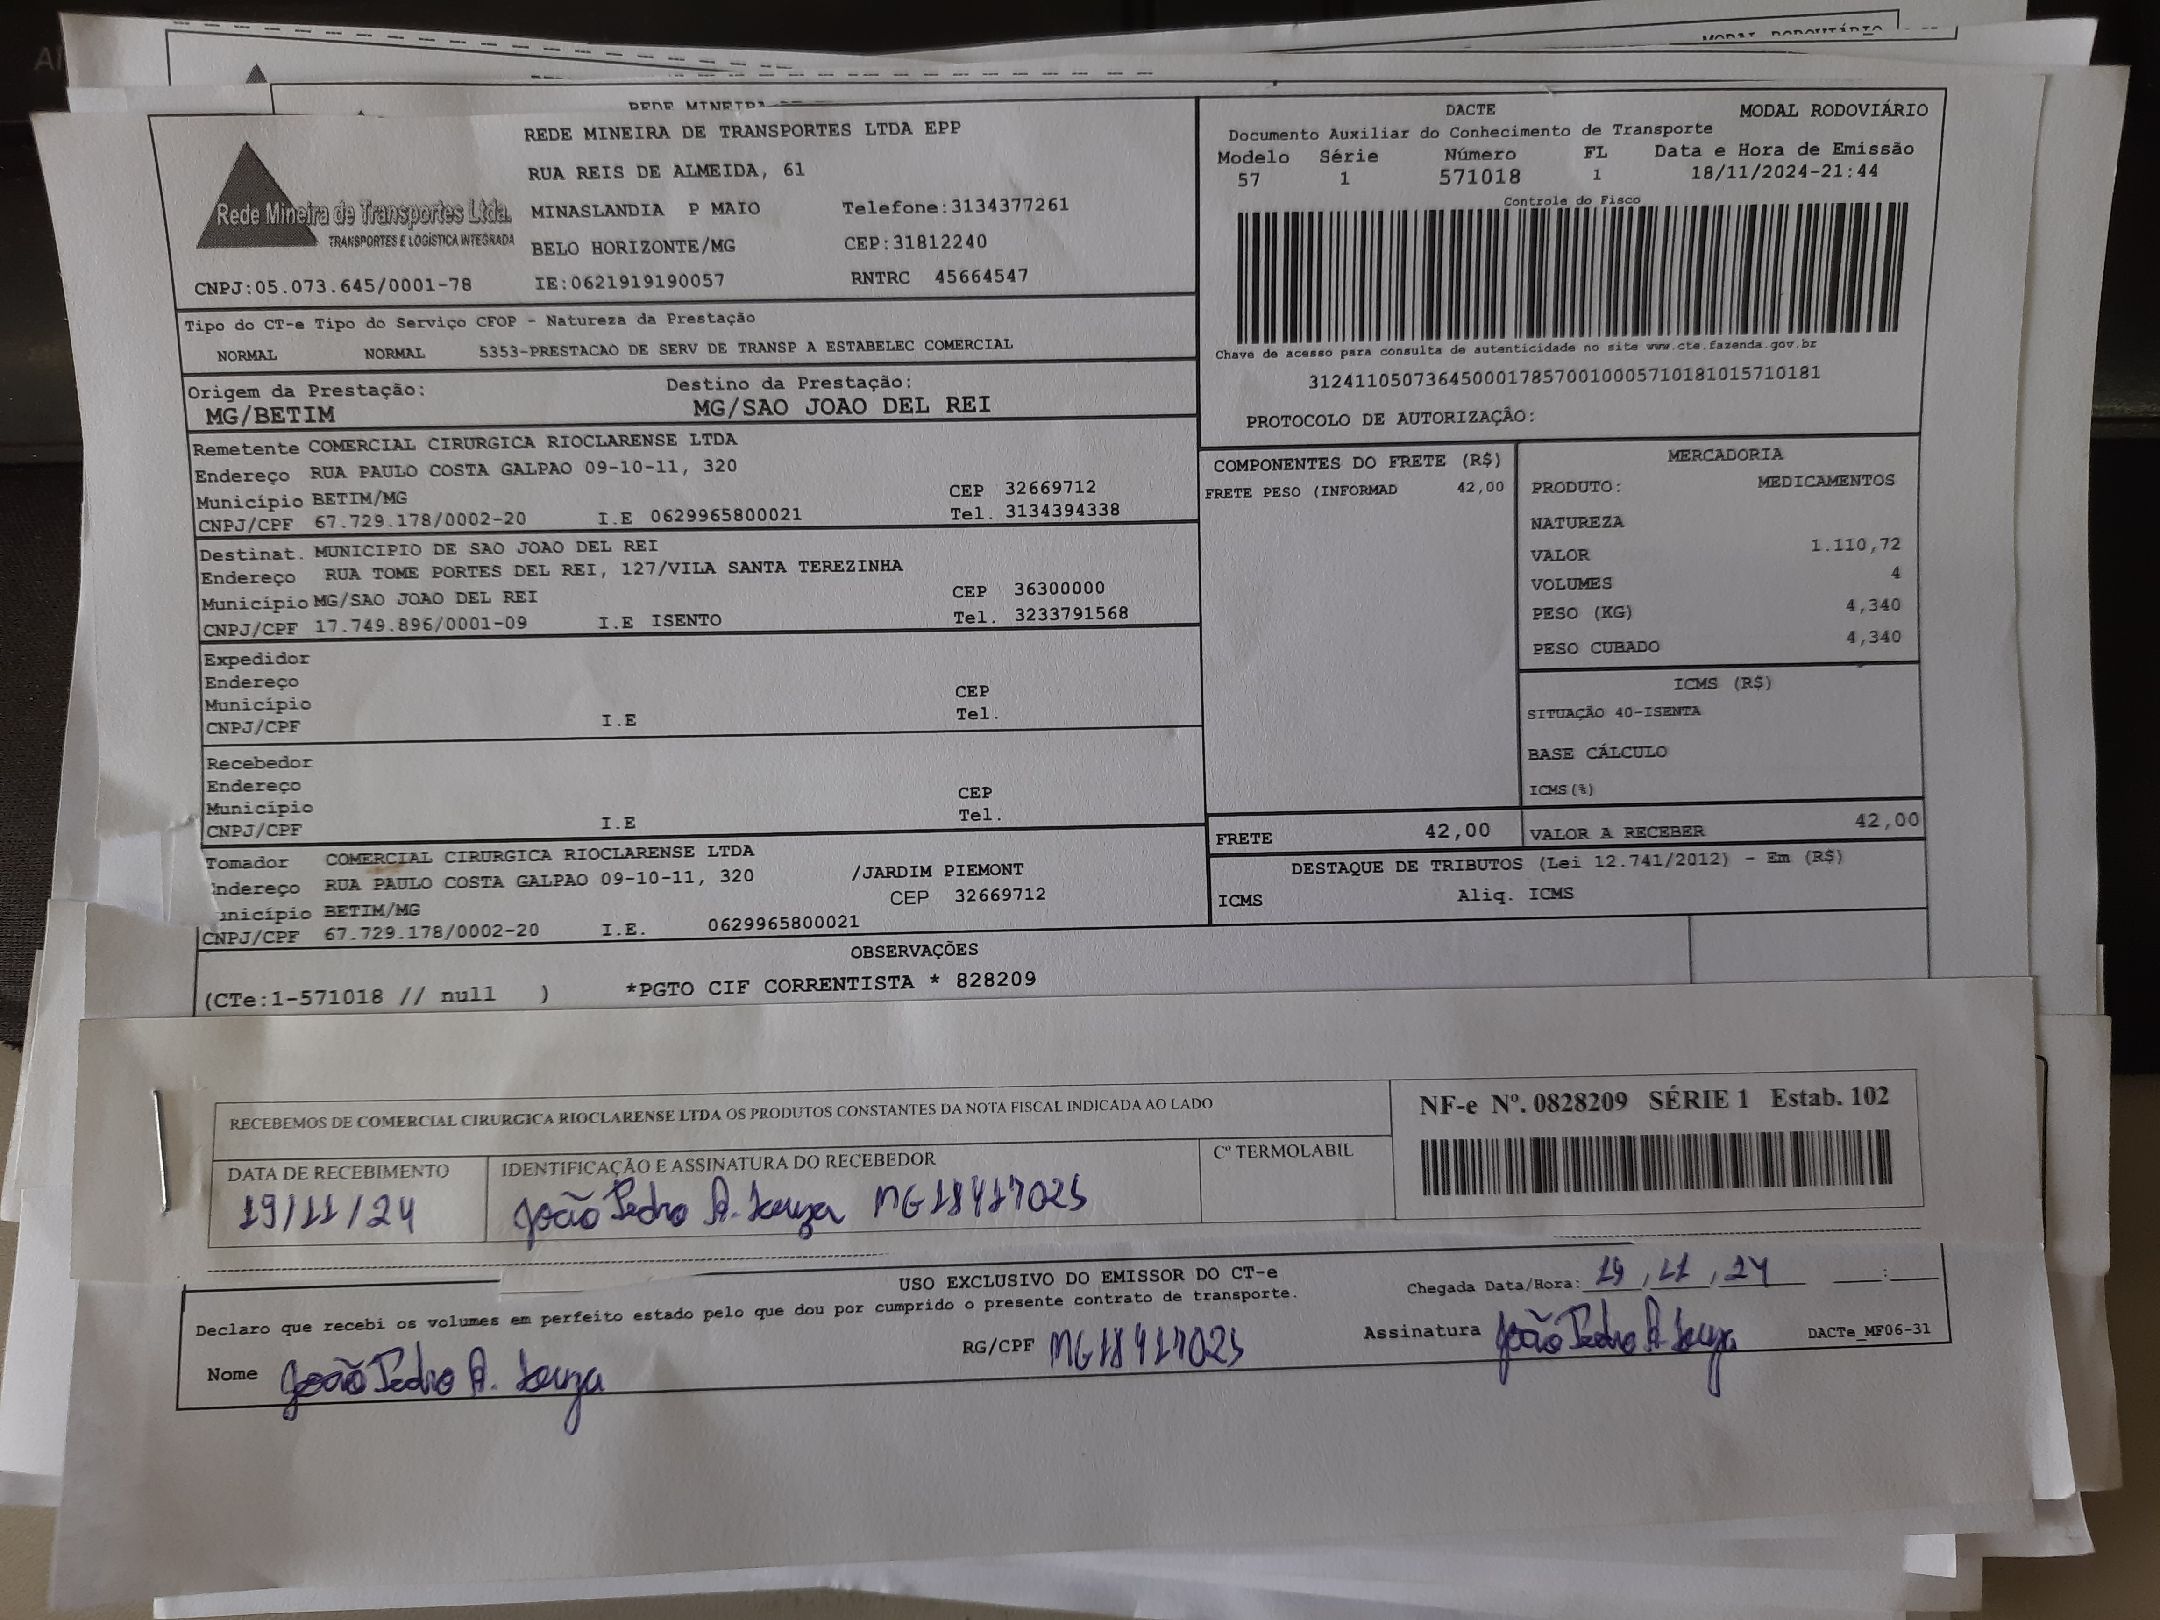 MODAL RODOVIÁRIO
REDE MINEIRA
REDE MINEIRA DE TRANSPORTES LTDA EPP
RUA REIS DE ALMEIDA, 61
Rede Mineira de Transportes Ltda.
TRANSPORTES E LOGÍSTICA INTEGRADA
MINASLANDIA P MAIO Telefone:3134377261
BELO HORIZONTE/MG CEP:31812240
CNPJ:05.073.645/0001-78 IE:0621919190057 RNTRC 45664547
DACTE MODAL RODOVIÁRIO
Documento Auxiliar do Conhecimento de Transporte
Modelo Série Número FL Data e Hora de Emissão
57 1 571018 1 18/11/2024-21:44
Controle do Fisco
Chave de acesso para consulta de autenticidade no site www.cte.fazenda.gov.br
31241105073645000178570010005710181015710181
PROTOCOLO DE AUTORIZAÇÃO:
Tipo do CT-e Tipo do Serviço CFOP - Natureza da Prestação
NORMAL NORMAL 5353-PRESTACAO DE SERV DE TRANSP A ESTABELEC COMERCIAL
Origem da Prestação: Destino da Prestação:
MG/BETIM MG/SAO JOAO DEL REI
Remetente COMERCIAL CIRURGICA RIOCLARENSE LTDA
Endereço RUA PAULO COSTA GALPAO 09-10-11, 320
Município BETIM/MG CEP 32669712
CNPJ/CPF 67.729.178/0002-20 I.E 0629965800021 Tel. 3134394338
Destinat. MUNICIPIO DE SAO JOAO DEL REI
Endereço RUA TOME PORTES DEL REI, 127/VILA SANTA TEREZINHA
Município MG/SAO JOAO DEL REI CEP 36300000
CNPJ/CPF 17.749.896/0001-09 I.E ISENTO Tel. 3233791568
Expedidor
Endereço
Município CEP
CNPJ/CPF I.E Tel.
Recebedor
Endereço
Município CEP
CNPJ/CPF I.E Tel.
Tomador COMERCIAL CIRURGICA RIOCLARENSE LTDA
ndereço RUA PAULO COSTA GALPAO 09-10-11, 320 /JARDIM PIEMONT
unicípio BETIM/MG CEP 32669712
CNPJ/CPF 67.729.178/0002-20 I.E. 0629965800021
COMPONENTES DO FRETE (R$)
FRETE PESO (INFORMAD 42,00
MERCADORIA
PRODUTO: MEDICAMENTOS
NATUREZA
VALOR 1.110,72
VOLUMES 4
PESO (KG) 4,340
PESO CUBADO 4,340
ICMS (R$)
SITUAÇÃO 40-ISENTA
BASE CÁLCULO
ICMS(%)
FRETE 42,00 VALOR A RECEBER 42,00
DESTAQUE DE TRIBUTOS (Lei 12.741/2012) - Em (R$)
ICMS Aliq. ICMS
OBSERVAÇÕES
(CTe:1-571018 // null ) *PGTO CIF CORRENTISTA * 828209
RECEBEMOS DE COMERCIAL CIRURGICA RIOCLARENSE LTDA OS PRODUTOS CONSTANTES DA NOTA FISCAL INDICADA AO LADO
NF-e Nº. 0828209 SÉRIE 1 Estab. 102
DATA DE RECEBIMENTO IDENTIFICAÇÃO E ASSINATURA DO RECEBEDOR Cº TERMOLABIL
19/11/24 João Pedro A. Souza MG18417025
USO EXCLUSIVO DO EMISSOR DO CT-e
Chegada Data/Hora: 19,11,24 __:__
Declaro que recebi os volumes em perfeito estado pelo que dou por cumprido o presente contrato de transporte.
Nome João Pedro A. Souza RG/CPF MG18417025 Assinatura João Pedro A Souza DACTe_MF06-31